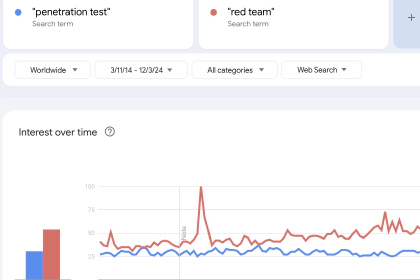 "penetration test"
Search term
"red team"
Search term
+
Worldwide
3/11/14 - 12/3/24
All categories
Web Search
Interest over time
?
100
75
50
25
Note